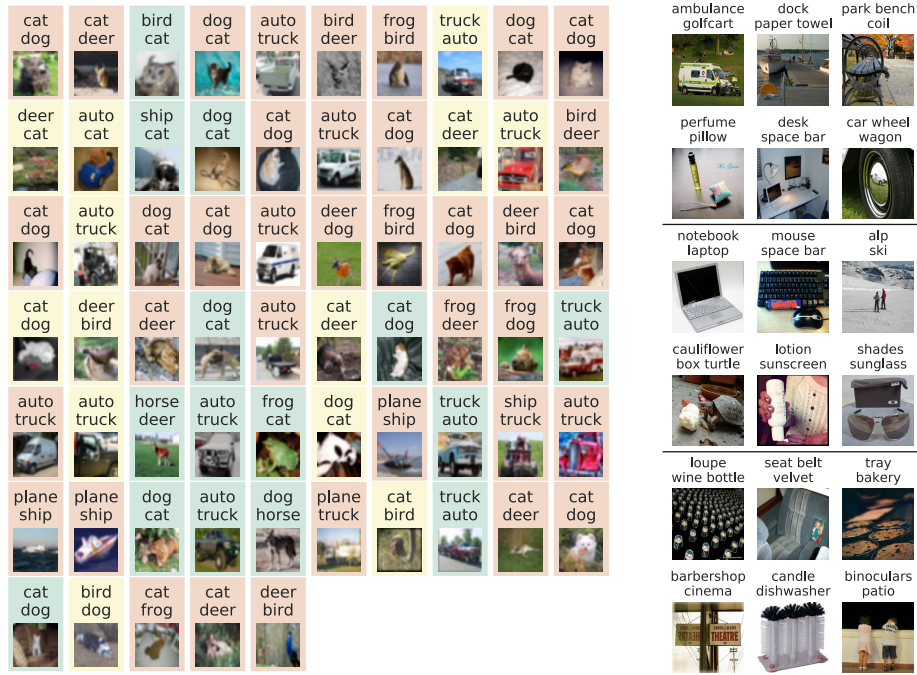 cat dog
cat deer
bird cat
dog cat
auto truck
bird deer
frog bird
truck auto
dog cat
cat dog
deer cat
auto cat
ship cat
dog cat
cat dog
auto truck
cat dog
cat deer
auto truck
bird deer
cat dog
auto truck
dog cat
cat dog
auto truck
deer dog
frog bird
cat dog
deer bird
cat dog
cat dog
deer bird
cat deer
dog cat
auto truck
cat deer
cat dog
frog deer
frog dog
truck auto
auto truck
auto truck
horse deer
auto truck
frog cat
dog cat
plane ship
truck auto
ship truck
auto truck
plane ship
plane ship
dog cat
auto truck
dog horse
plane truck
cat bird
truck auto
cat deer
cat dog
cat dog
bird dog
cat frog
cat deer
deer bird
ambulance
golfcart
dock
paper towel
park bench
coil
perfume
pillow
desk
space bar
car wheel
wagon
notebook
laptop
mouse
space bar
alp
ski
cauliflower
box turtle
lotion
sunscreen
shades
sunglass
loupe
wine bottle
seat belt
velvet
tray
bakery
barbershop
cinema
THEATRE
candle
dishwasher
binoculars
patio